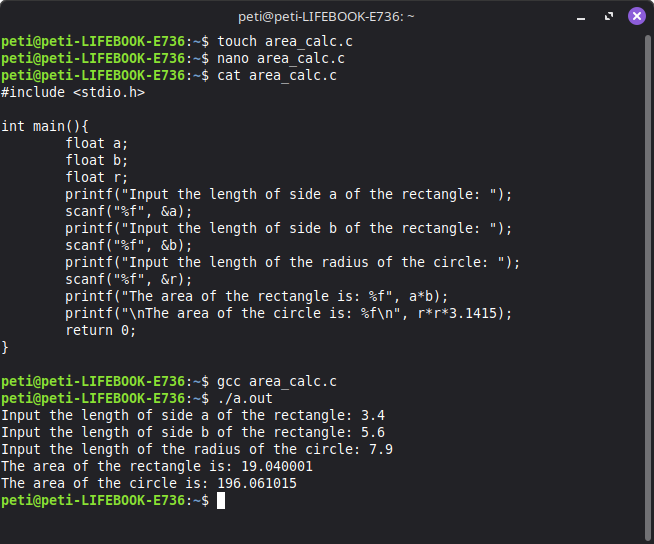 peti@peti-LIFEBOOK-E736: ~
peti@peti-LIFEBOOK-E736:~$ touch area_calc.c
peti@peti-LIFEBOOK-E736:~$ nano area_calc.c
peti@peti-LIFEBOOK-E736:~$ cat area_calc.c
#include <stdio.h>

int main(){
        float a;
        float b;
        float r;
        printf("Input the length of side a of the rectangle: ");
        scanf("%f", &a);
        printf("Input the length of side b of the rectangle: ");
        scanf("%f", &b);
        printf("Input the length of the radius of the circle: ");
        scanf("%f", &r);
        printf("The area of the rectangle is: %f", a*b);
        printf("\nThe area of the circle is: %f\n", r*r*3.1415);
        return 0;
}

peti@peti-LIFEBOOK-E736:~$ gcc area_calc.c
peti@peti-LIFEBOOK-E736:~$ ./a.out
Input the length of side a of the rectangle: 3.4
Input the length of side b of the rectangle: 5.6
Input the length of the radius of the circle: 7.9
The area of the rectangle is: 19.040001
The area of the circle is: 196.061015
peti@peti-LIFEBOOK-E736:~$